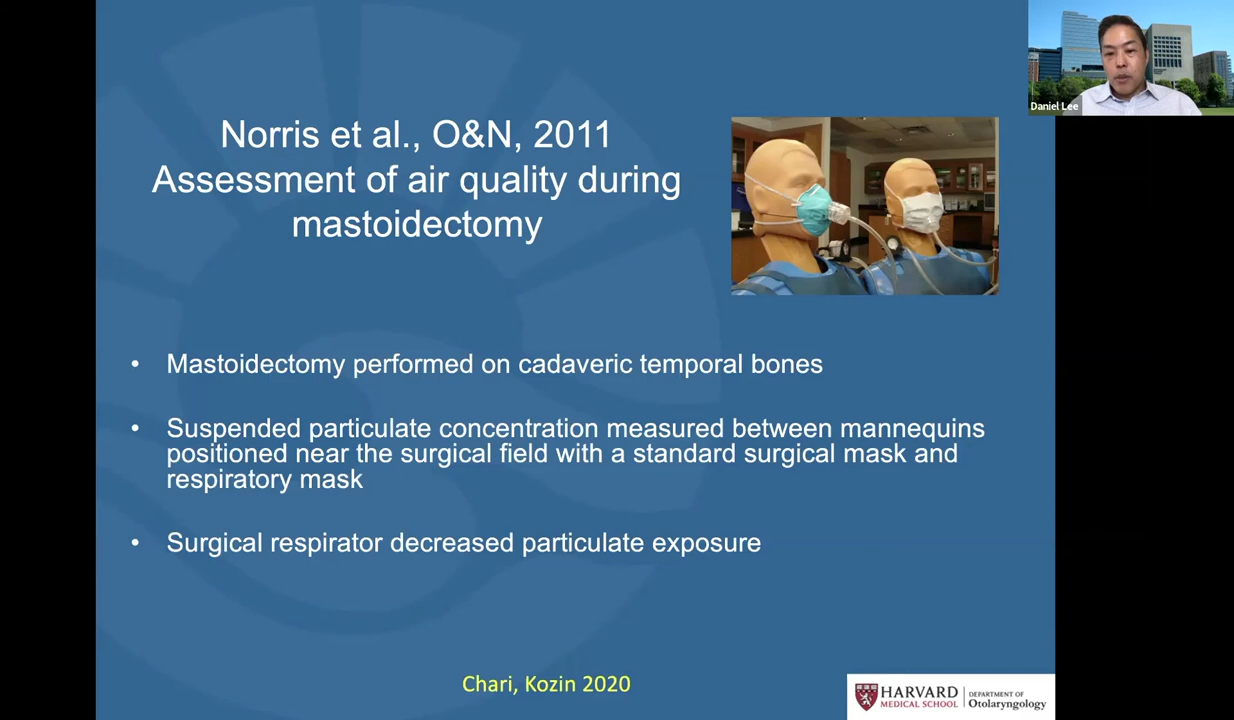 Norris et al., O&N, 2011
Assessment of air quality during
mastoidectomy
Daniel Lee
• Mastoidectomy performed on cadaveric temporal bones
• Suspended particulate concentration measured between mannequins
positioned near the surgical field with a standard surgical mask and
respiratory mask
• Surgical respirator decreased particulate exposure
Chari, Kozin 2020
HARVARD
MEDICAL SCHOOL
DEPARTMENT OF
Otolaryngology